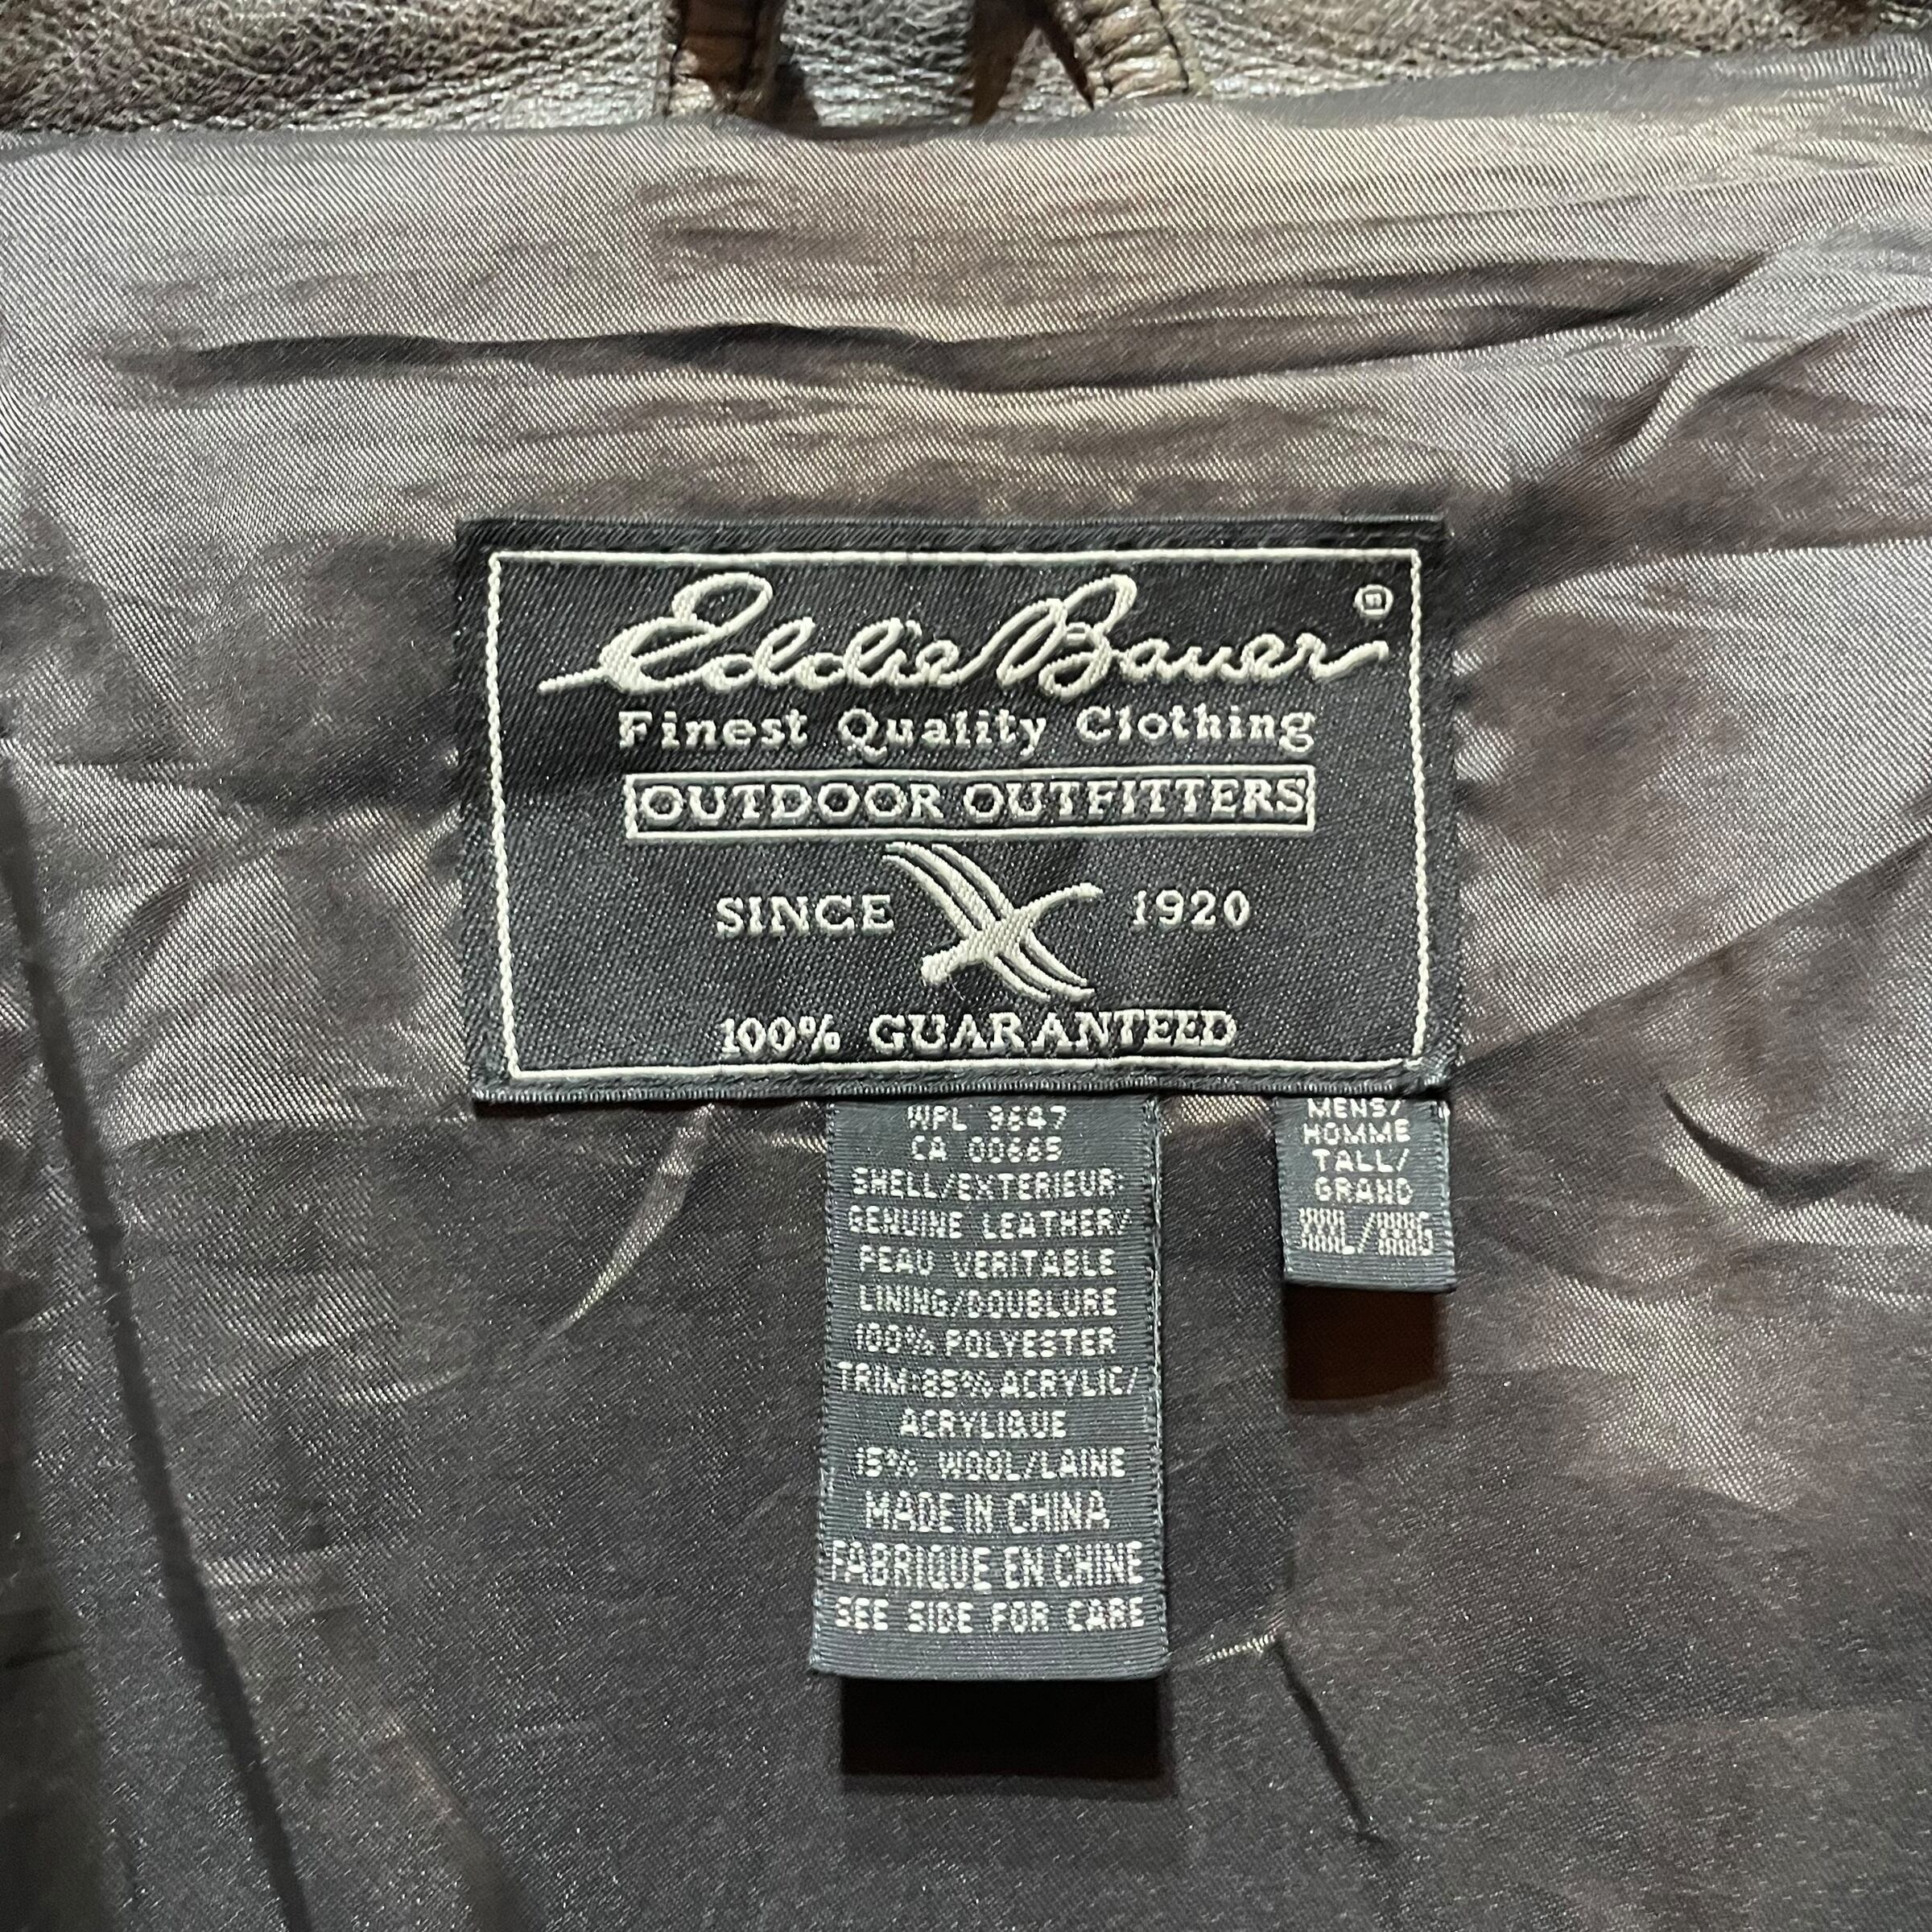 Eddie Bauer®
Finest Quality Clothing
OUTDOOR OUTFITTERS
SINCE 1920
100% GUARANTEED
WPL 9647
CA 00665
SHELL/EXTERIEUR:
GENUINE LEATHER/
PEAU VERITABLE
LINING/DOUBLURE
100% POLYESTER
TRIM:85% ACRYLIC/
ACRYLIQUE
15% WOOL/LAINE
MADE IN CHINA
FABRIQUE EN CHINE
SEE SIDE FOR CARE
MENS/
HOMME
TALL/
GRAND
XXXL/XXXG